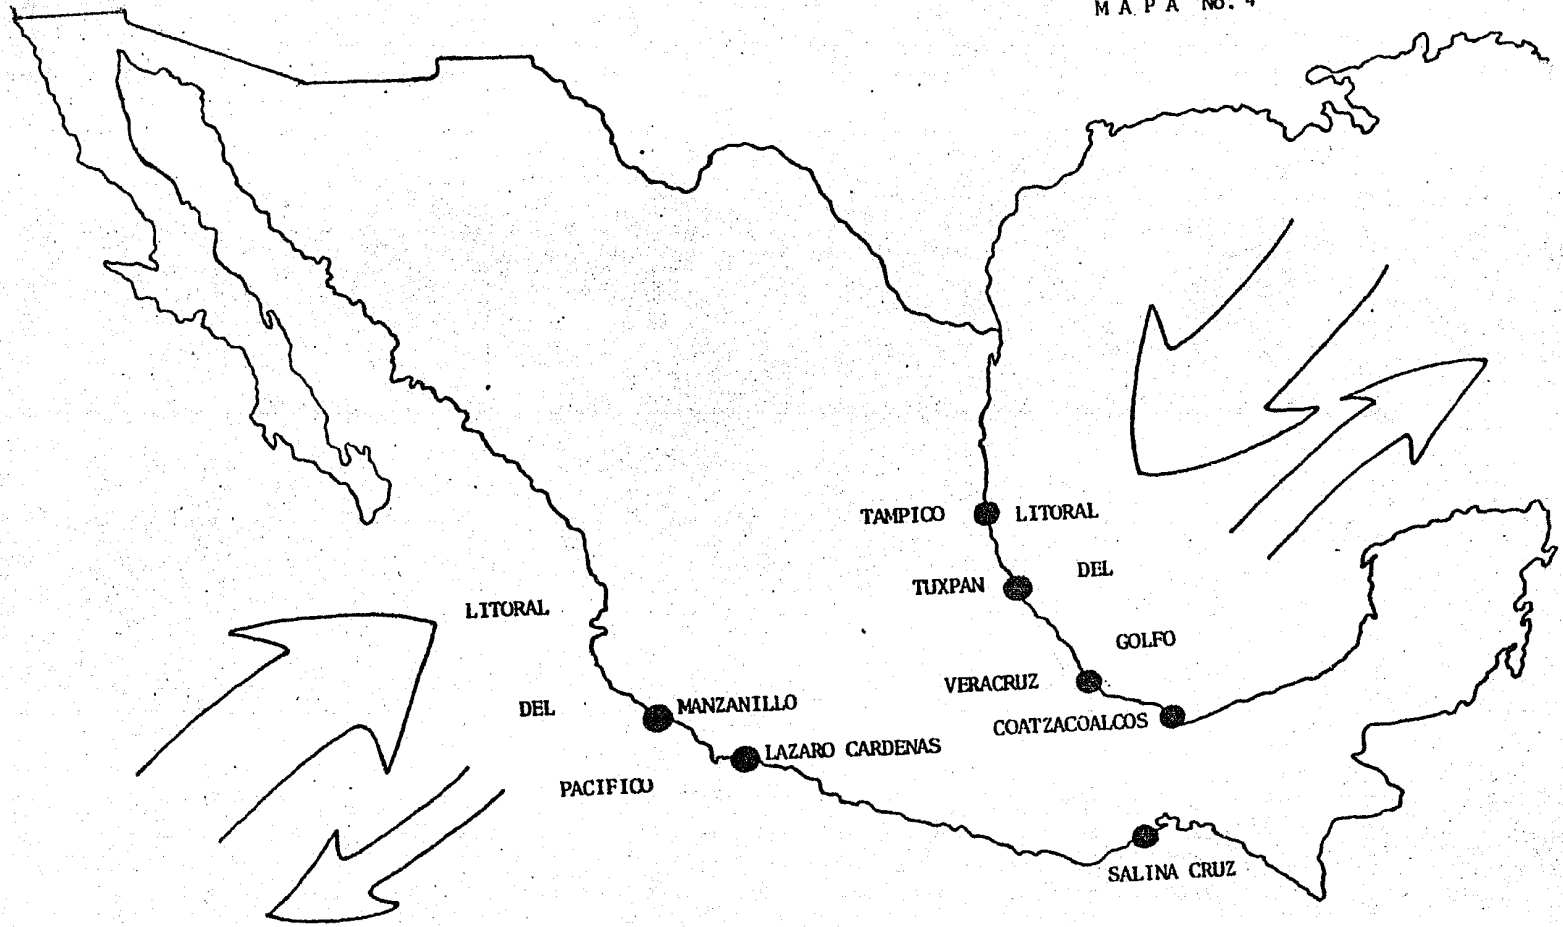 MAPA No. 4
TAMPICO
LITORAL
TUXPAN
DEL
GOLFO
VERACRUZ
COATZACOALCOS
LITORAL
DEL
PACIFICO
MANZANILLO
LAZARO CARDENAS
SALINA CRUZ